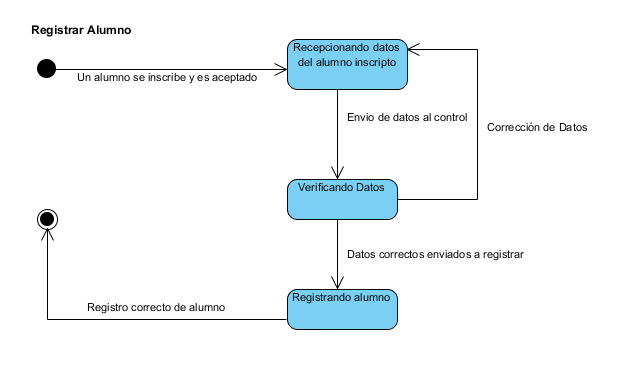 Registrar Alumno
Recepcionando datos
del alumno inscripto
Un alumno se inscribe y es aceptado
Envio de datos al control
Corrección de Datos
Verificando Datos
Datos correctos enviados a registrar
Registrando alumno
Registro correcto de alumno